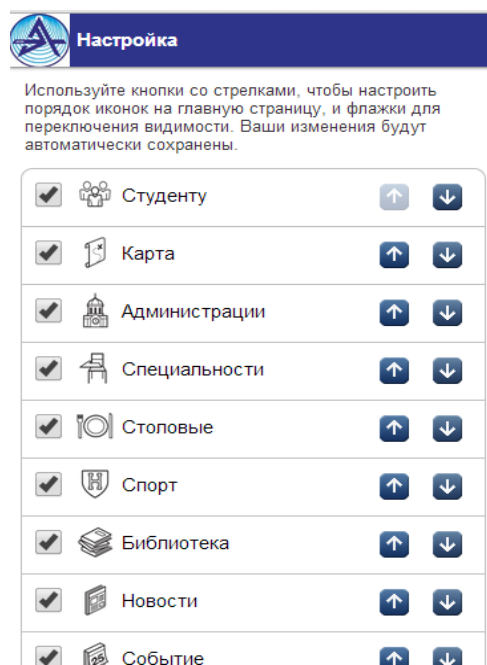 Настройка
Используйте кнопки со стрелками, чтобы настроить
порядок иконок на главную страницу, и флажки для
переключения видимости. Ваши изменения будут
автоматически сохранены.
Студенту
Карта
Администрации
Специальности
Столовые
Спорт
Библиотека
Новости
Событие